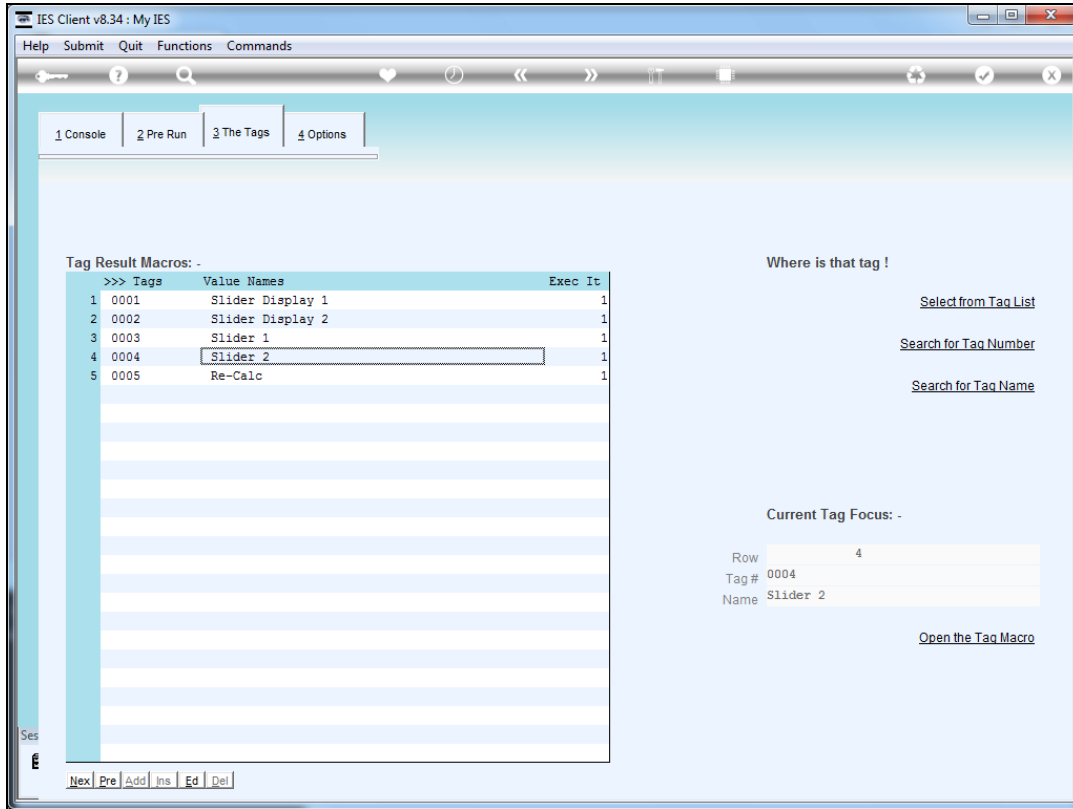 IES Client v8.34 : My IES
Help Submit Quit Functions Commands
1 Console 2 Pre Run 3 The Tags 4 Options
Tag Result Macros: -
>>> Tags Value Names Exec It
1 0001 Slider Display 1 1
2 0002 Slider Display 2 1
3 0003 Slider 1 1
4 0004 Slider 2 1
5 0005 Re-Calc 1
Where is that tag !
Select from Tag List
Search for Tag Number
Search for Tag Name
Current Tag Focus: -
Row 4
Tag # 0004
Name Slider 2
Open the Tag Macro
Ses
Nex Pre Add Ins Ed Del